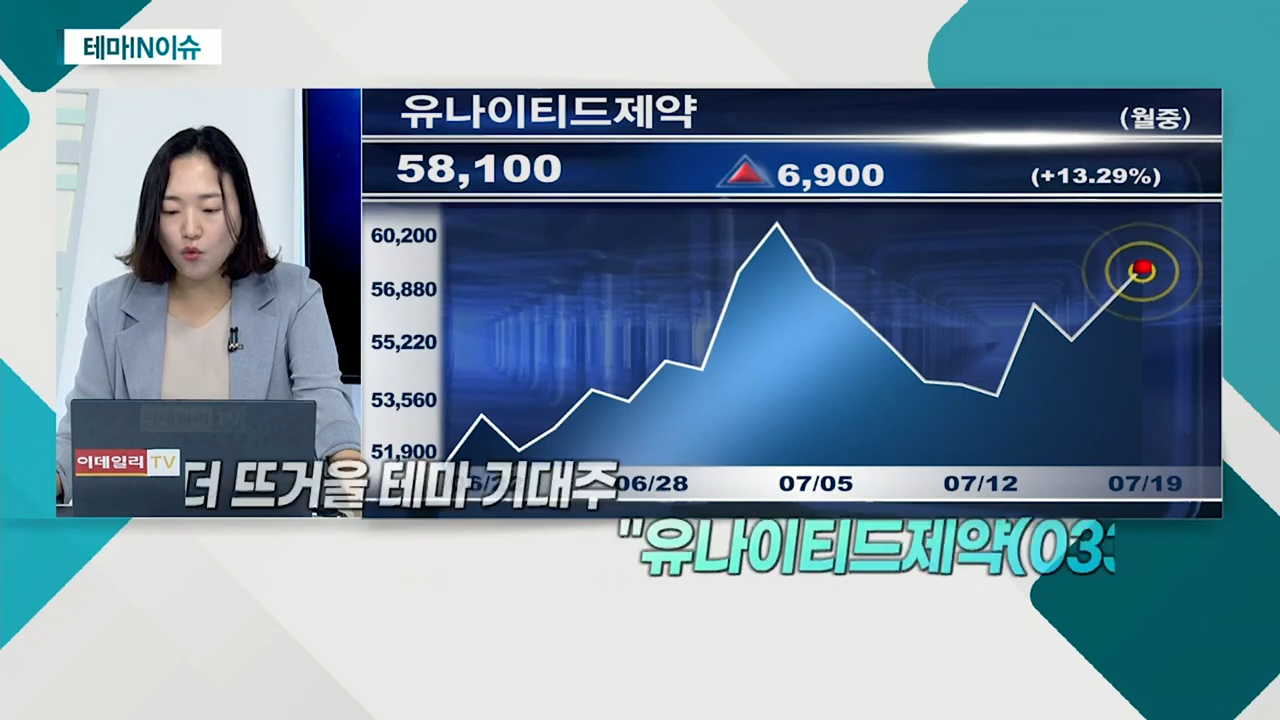 테마IN이슈
유나이티드제약 (월중)
58,100 ▲6,900 (+13.29%)
60,200
56,880
55,220
53,560
51,900
06/28 07/05 07/12 07/19
이데일리TV
더 뜨거울 테마 기대주
"유나이티드제약(033